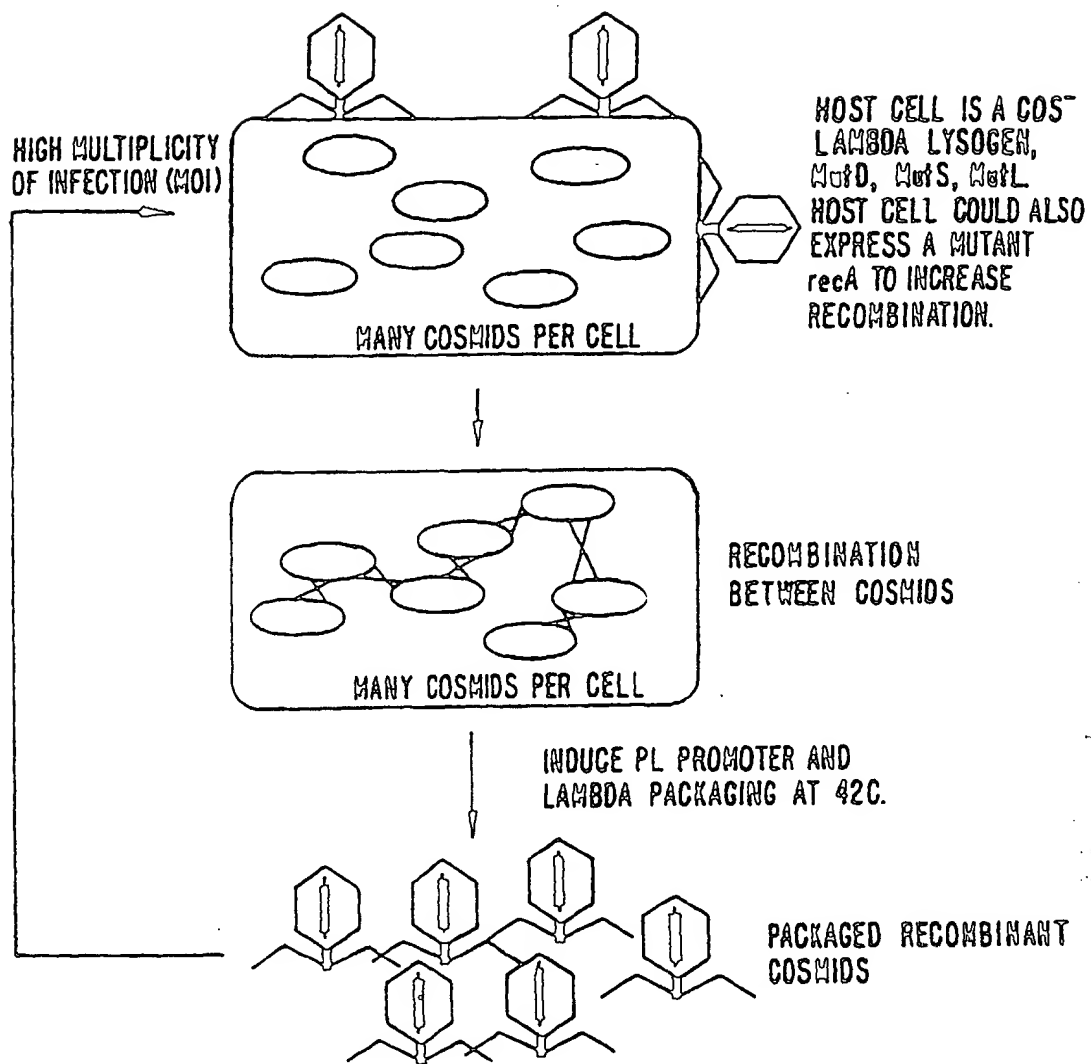 HIGH MULTIPLICITY
OF INFECTION (MOI)
HOST CELL IS A COS-
LAMBDA LYSOGEN,
MutD, MutS, MutL.
HOST CELL COULD ALSO
EXPRESS A MUTANT
recA TO INCREASE
RECOMBINATION.
MANY COSMIDS PER CELL
RECOMBINATION
BETWEEN COSMIDS
MANY COSMIDS PER CELL
INDUCE PL PROMOTER AND
LAMBDA PACKAGING AT 42C.
PACKAGED RECOMBINANT
COSMIDS